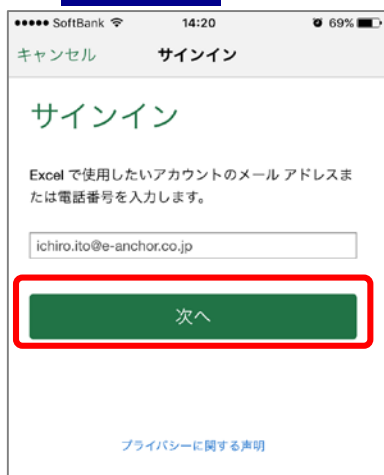 ●●●●● SoftBank 14:20 69%
キャンセル サインイン
サインイン
Excel で使用したいアカウントのメール アドレスま
たは電話番号を入力します。
ichiro.ito@e-anchor.co.jp
次へ
プライバシーに関する声明